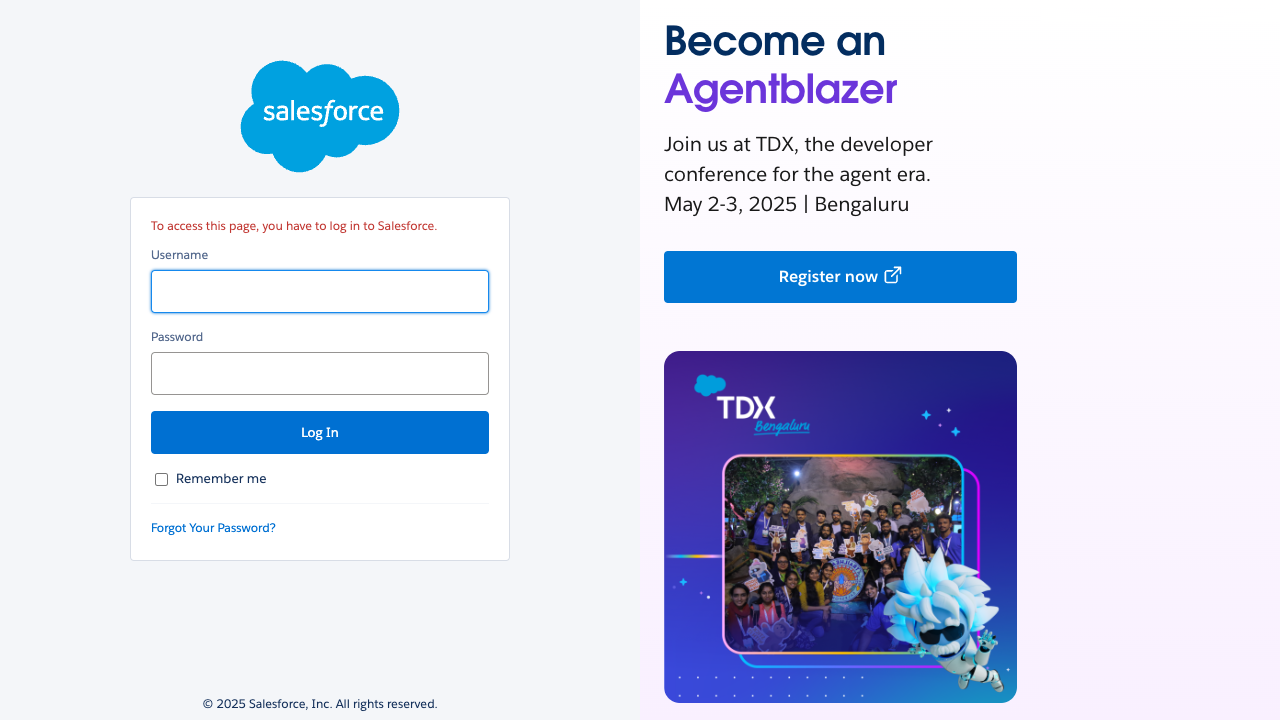 salesforce
To access this page, you have to log in to Salesforce.
Username
Password
Log In
Remember me
Forgot Your Password?
© 2025 Salesforce, Inc. All rights reserved.
Become an
Agentblazer
Join us at TDX, the developer
conference for the agent era.
May 2-3, 2025 | Bengaluru
Register now
TDX
Bengaluru